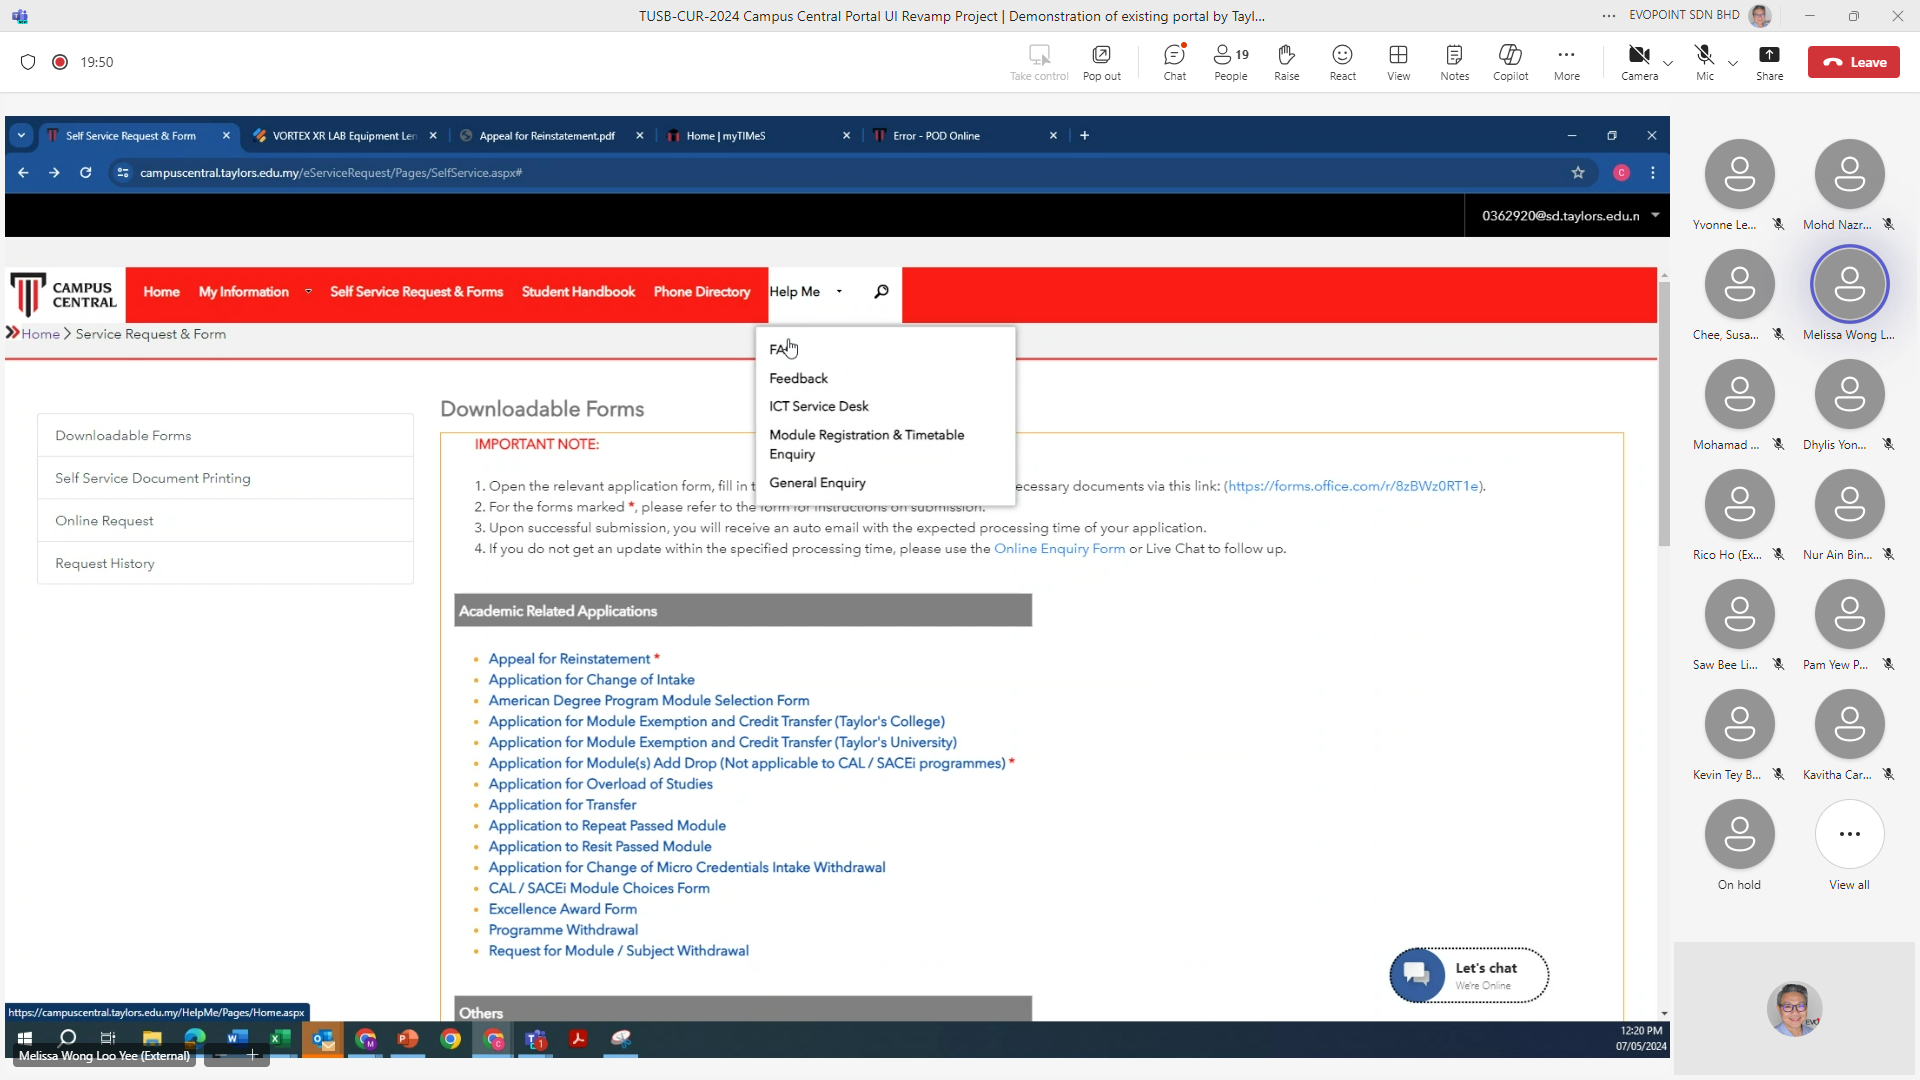 TUSB-CUR-2024 Campus Central Portal UI Revamp Project | Demonstration of existing portal by Tayl...
EVOPOINT SDN BHD
19:50
Take control
Pop out
Chat
19
People
Raise
React
View
Notes
Copilot
More
Camera
Mic
Share
Leave
Self Service Request & Form
VORTEX XR LAB Equipment Len
Appeal for Reinstatement.pdf
Home | myTIMeS
Error - POD Online
campuscentral.taylors.edu.my/eServiceRequest/Pages/SelfService.aspx#
C
0362920@sd.taylors.edu.n
CAMPUS
CENTRAL
Home
My Information
Self Service Request & Forms
Student Handbook
Phone Directory
Help Me
Home > Service Request & Form
Feedback
ICT Service Desk
Module Registration & Timetable
Enquiry
General Enquiry
Downloadable Forms
Self Service Document Printing
Online Request
Request History
Downloadable Forms
IMPORTANT NOTE:
1. Open the relevant application form, fill in t ecessary documents via this link: (https://forms.office.com/r/8zBWz0RT1e).
2. For the forms marked *, please refer to the form for instructions on submission.
3. Upon successful submission, you will receive an auto email with the expected processing time of your application.
4. If you do not get an update within the specified processing time, please use the Online Enquiry Form or Live Chat to follow up.
Academic Related Applications
Appeal for Reinstatement *
Application for Change of Intake
American Degree Program Module Selection Form
Application for Module Exemption and Credit Transfer (Taylor's College)
Application for Module Exemption and Credit Transfer (Taylor's University)
Application for Module(s) Add Drop (Not applicable to CAL / SACEi programmes) *
Application for Overload of Studies
Application for Transfer
Application to Repeat Passed Module
Application to Resit Passed Module
Application for Change of Micro Credentials Intake Withdrawal
CAL / SACEi Module Choices Form
Excellence Award Form
Programme Withdrawal
Request for Module / Subject Withdrawal
Others
Let's chat
We're Online
https://campuscentral.taylors.edu.my/HelpMe/Pages/Home.aspx
12:20 PM
07/05/2024
Melissa Wong Loo Yee (External)
Yvonne Le...
Mohd Nazr...
Chee, Susa...
Melissa Wong L...
Mohamad ...
Dhylis Yon...
Rico Ho (Ex...
Nur Ain Bin...
Saw Bee Li...
Pam Yew P...
Kevin Tey B...
Kavitha Car...
On hold
View all